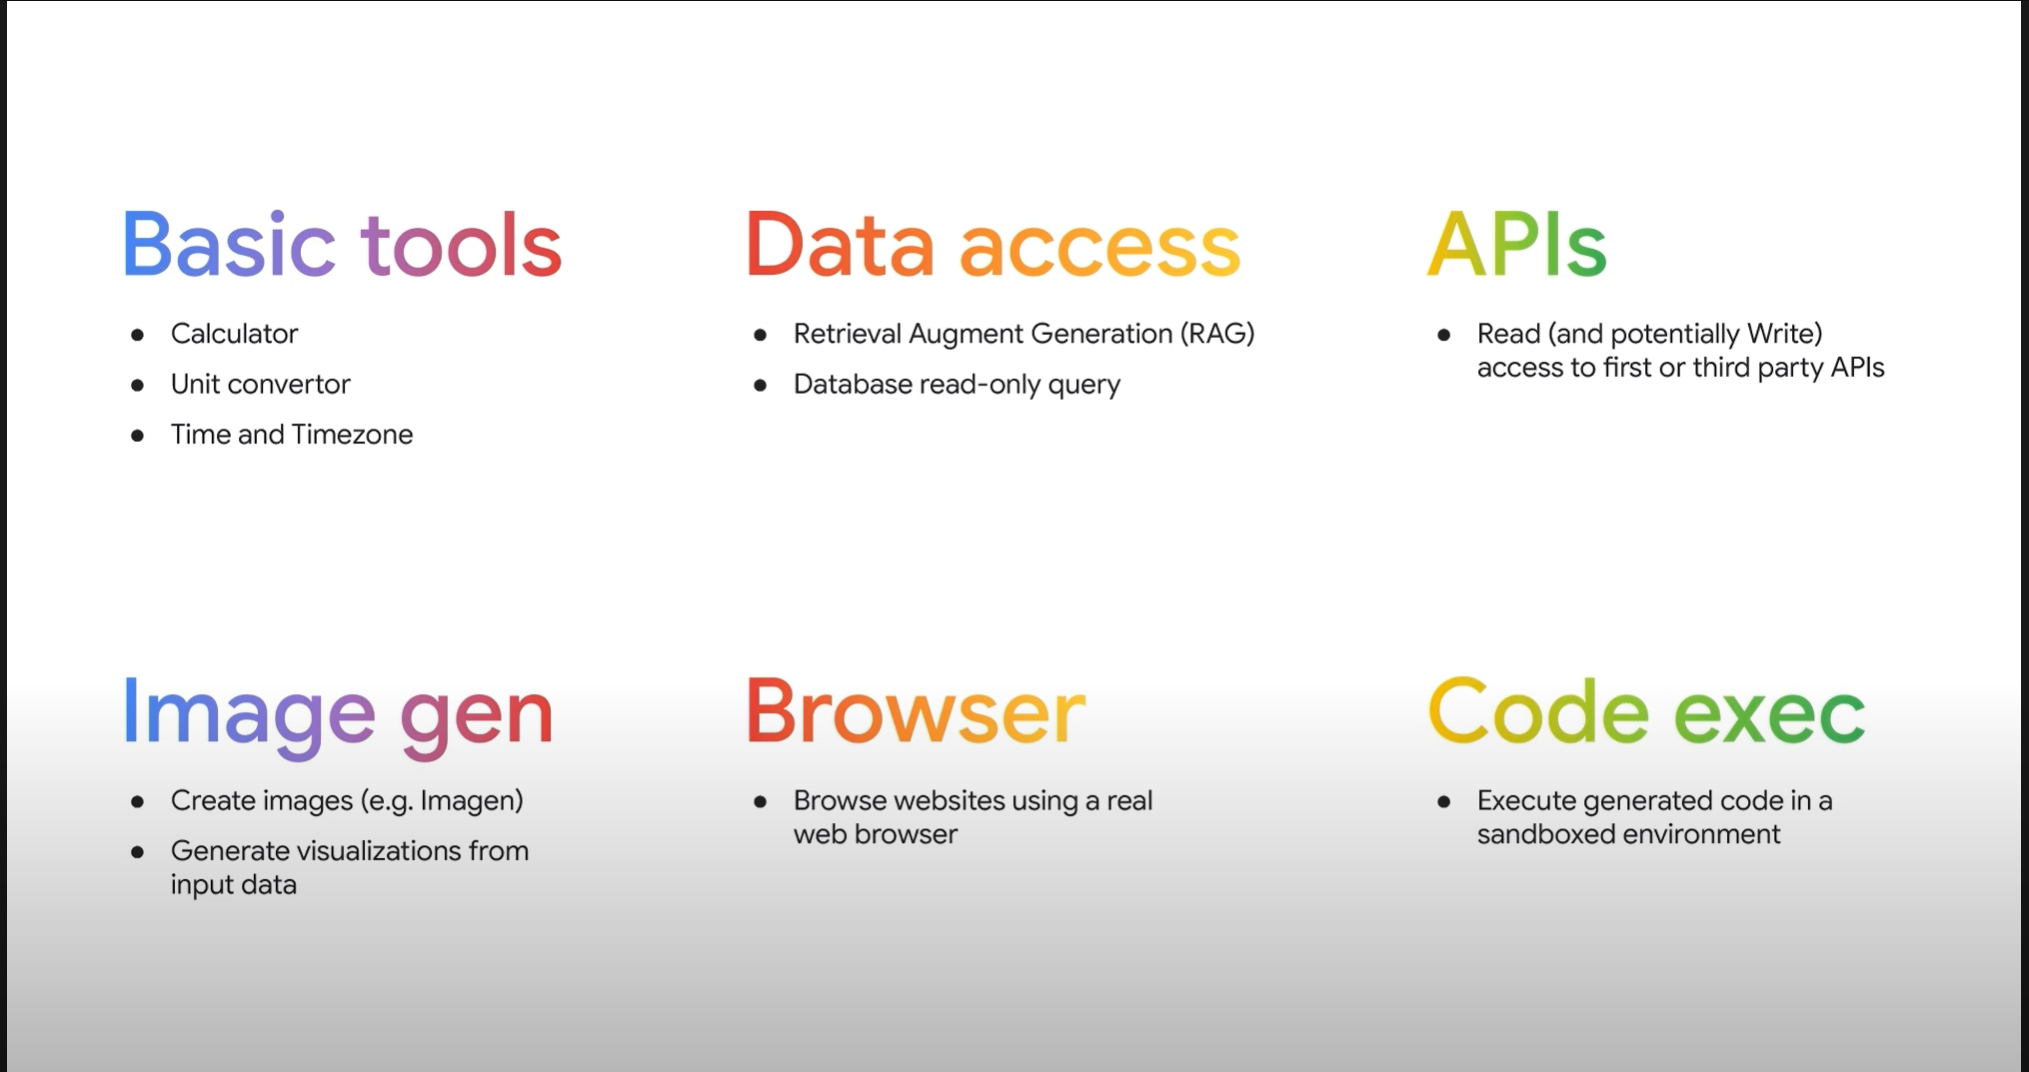 Basic tools
● Calculator
● Unit convertor
● Time and Timezone
Data access
● Retrieval Augment Generation (RAG)
● Database read-only query
APIs
● Read (and potentially Write)
access to first or third party APIs
Image gen
● Create images (e.g. Imagen)
● Generate visualizations from
input data
Browser
● Browse websites using a real
web browser
Code exec
● Execute generated code in a
sandboxed environment